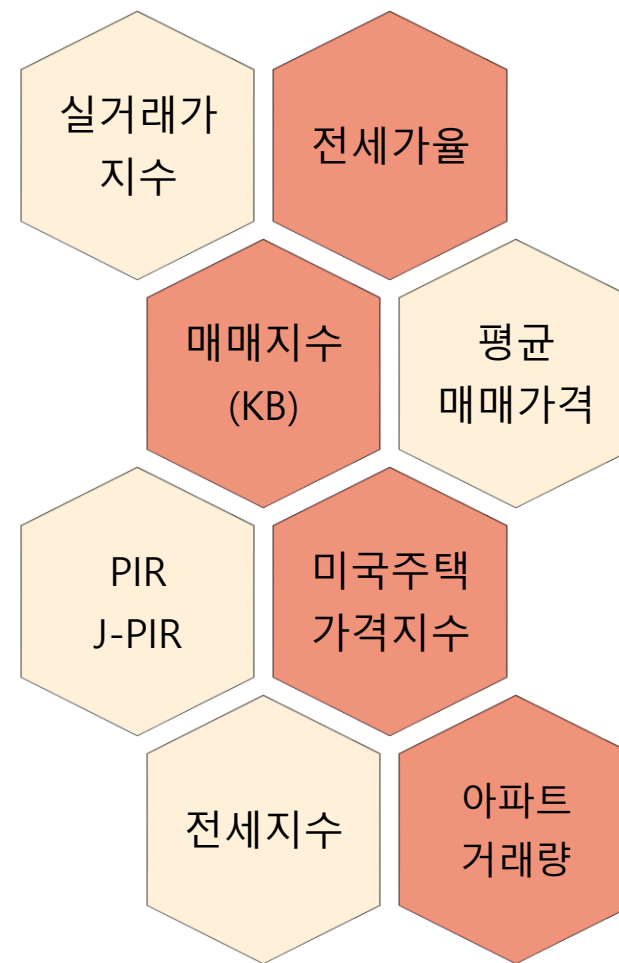 실거래가
지수
전세가율
매매지수
(KB)
평균
매매가격
PIR
J-PIR
미국주택
가격지수
전세지수
아파트
거래량